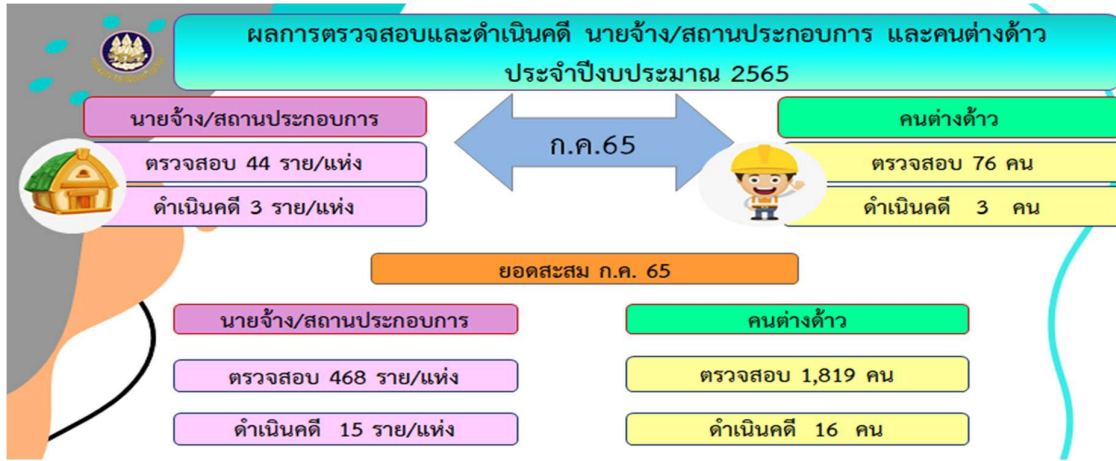 ผลการตรวจสอบและดำเนินคดี นายจ้าง/สถานประกอบการ และคนต่างด้าว
ประจำปีงบประมาณ 2565
นายจ้าง/สถานประกอบการ
ตรวจสอบ 44 ราย/แห่ง
ดำเนินคดี 3 ราย/แห่ง
ก.ค.65
คนต่างด้าว
ตรวจสอบ 76 คน
ดำเนินคดี 3 คน
ยอดสะสม ก.ค. 65
นายจ้าง/สถานประกอบการ
ตรวจสอบ 468 ราย/แห่ง
ดำเนินคดี 15 ราย/แห่ง
คนต่างด้าว
ตรวจสอบ 1,819 คน
ดำเนินคดี 16 คน